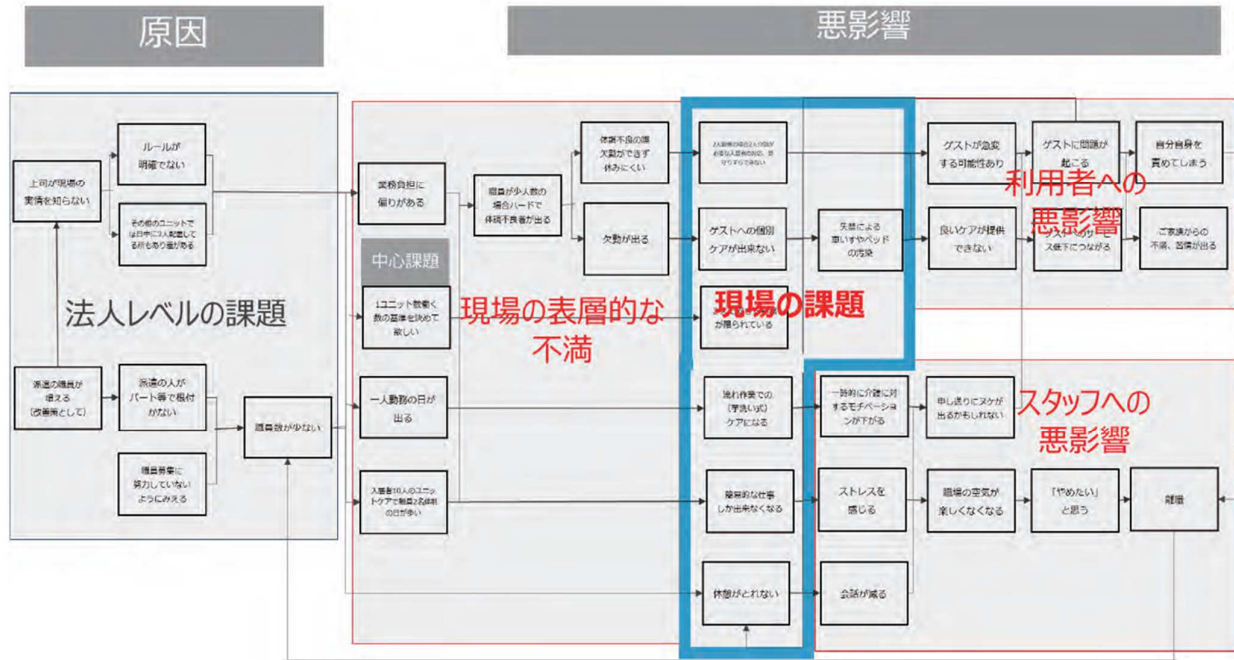 原因
悪影響
ルールが
明確でない
上司が現場の
実情を知らない
その他のユニットで
は日中に3人配置して
る所もあり差がある
法人レベルの課題
派遣の職員が
増える
(改善策として)
派遣の人が
パート等で根付
かない
職員募集に
努力していない
ようにみえる
職員数が少ない
業務負担に
偏りがある
職員が少人数の
場合ハードで
体調不良者が出る
体調不良の際
欠勤ができず
休みにくい
欠勤が出る
中心課題
1ユニット数働く
数の基準を決めて
欲しい
現場の表層的な
不満
一人勤務の日が
出る
入居者10人のユニッ
トケアで職員2名体制
の日が多い
ゲストへの個別
ケアが出来ない
失禁による
車いすやベッド
の汚染
現場の課題
が限られている
流れ作業での
(芋洗い式)
ケアになる
簡易的な仕事
しか出来なくなる
休憩がとれない
ゲストが急変
する可能性あり
ゲストに問題が
起こる
自分自身を
責めてしまう
利用者への
悪影響
良いケアが提供
できない
ス低下につながる
ご家族からの
不満、苦情が出る
一時的に介護に対
するモチベーショ
ンが下がる
申し送りにヌケが
出るかもしれない
スタッフへの
悪影響
ストレスを
感じる
職場の空気が
楽しくなくなる
「やめたい」
と思う
離職
会話が減る